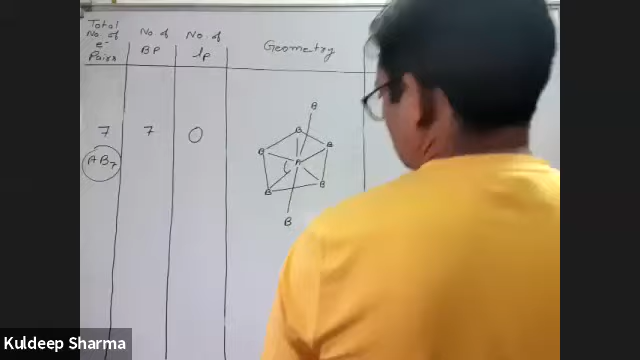 Total
No. of
e-
Pairs
No of
BP
No. of
lp
Geometry
7
7
0
AB7
B
B
B
B
A
B
B
B
Kuldeep Sharma